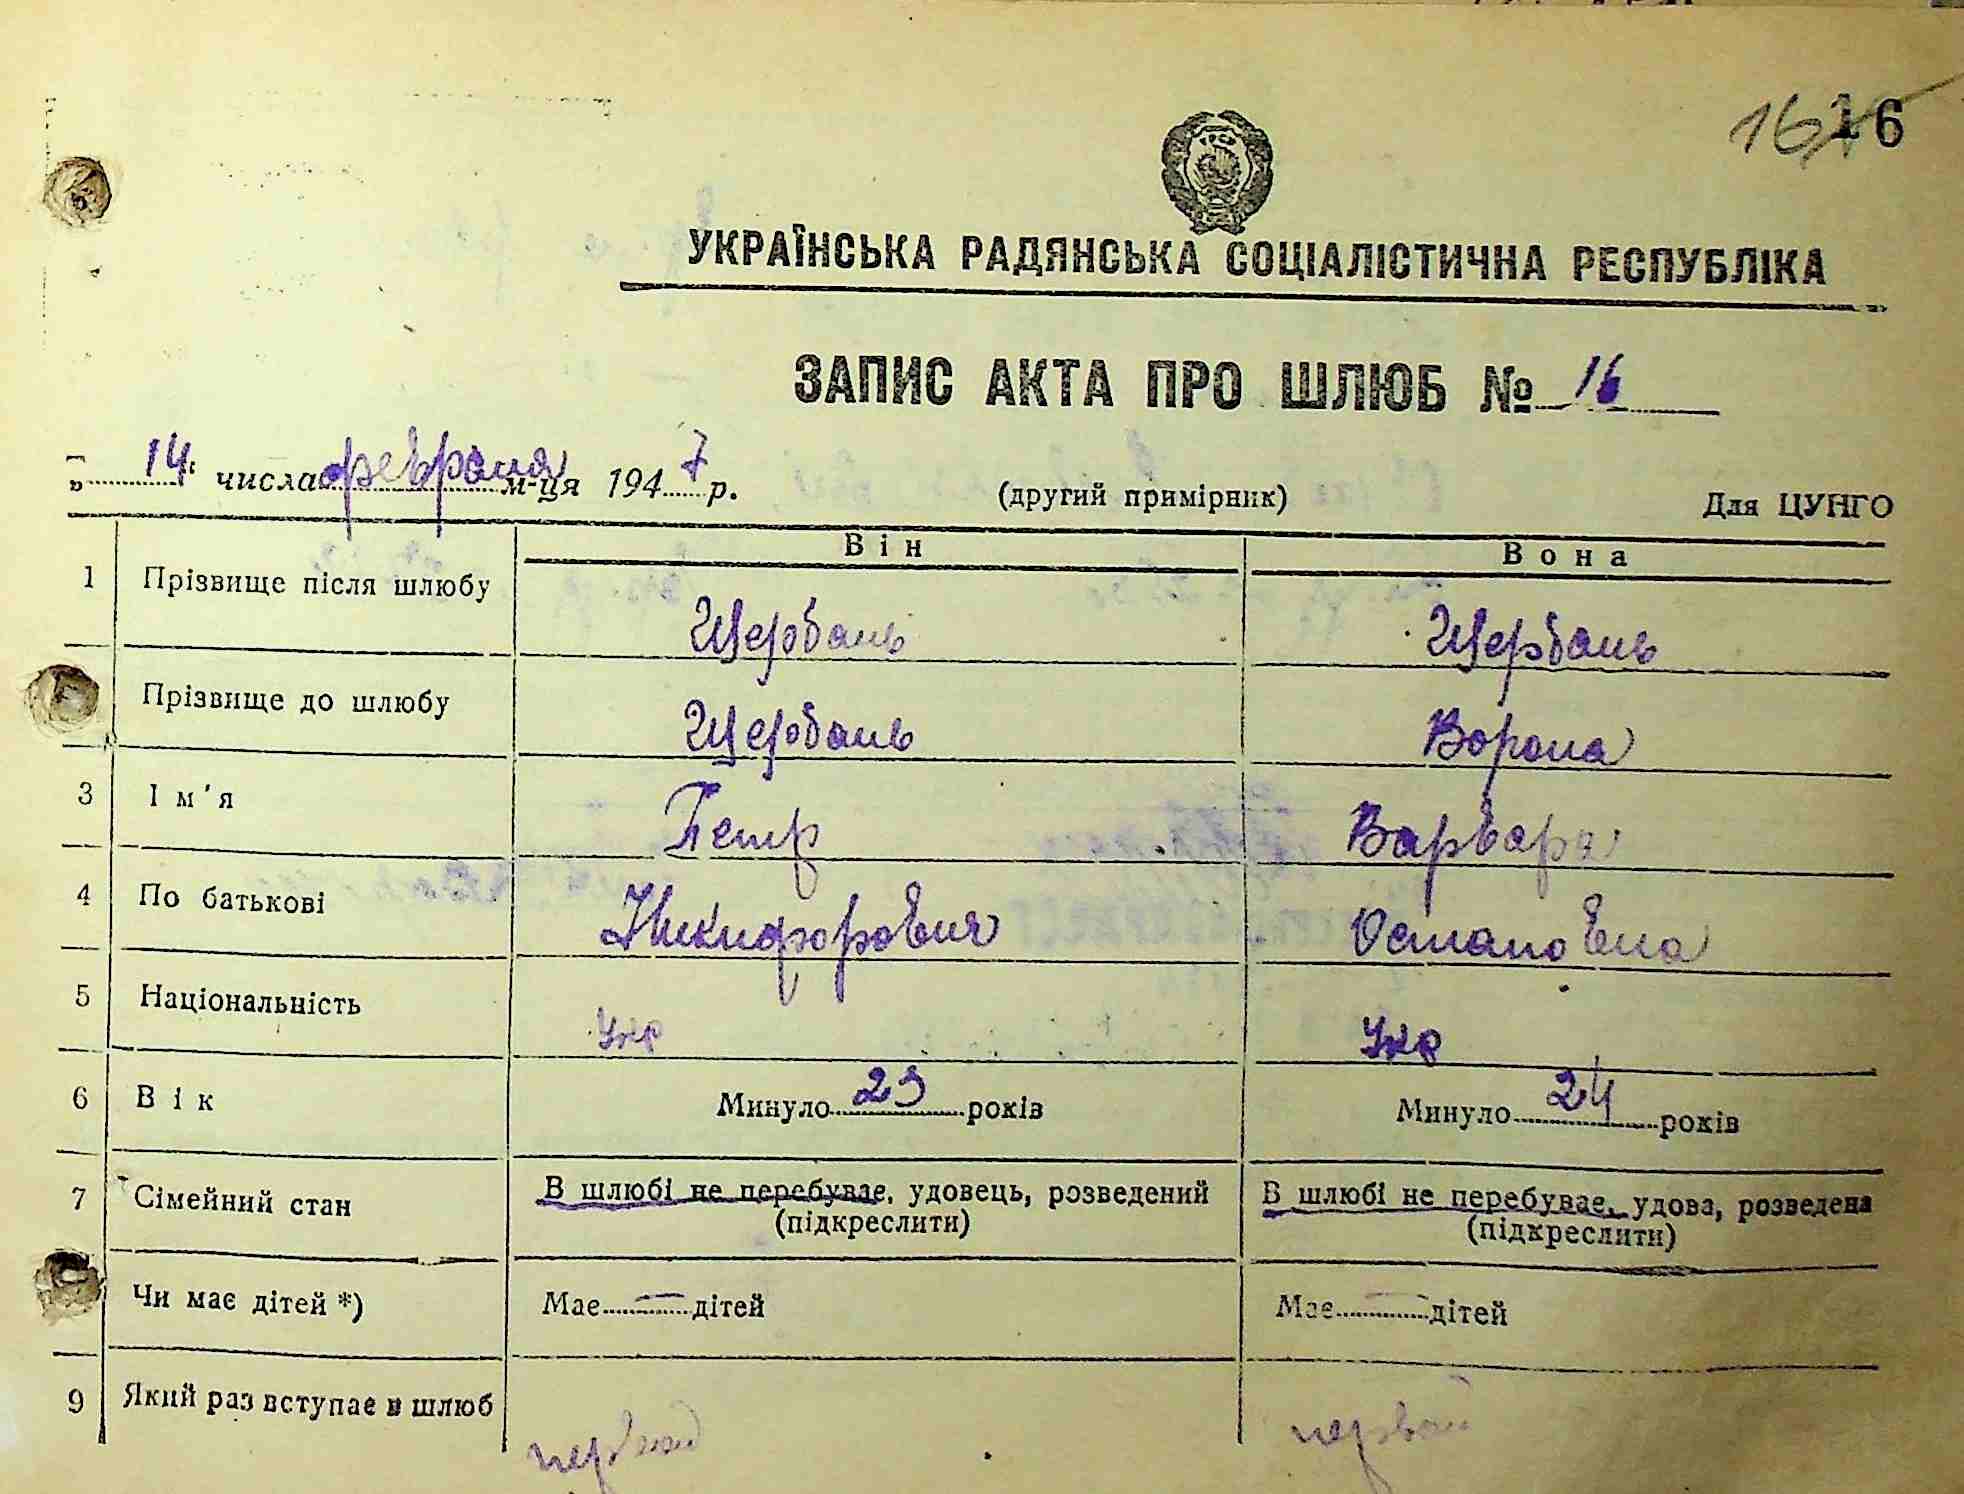 16 16
УРСР
УКРАЇНСЬКА РАДЯНСЬКА СОЦІАЛІСТИЧНА РЕСПУБЛІКА
ЗАПИС АКТА ПРО ШЛЮБ № 16
„ 14 " числа февраля м-ця 1947 р. (другий примірник) Для ЦУНГО
Він Вона
1 Прізвище після шлюбу Щербань Щербань
Прізвище до шлюбу Щербань Ворона
3 Ім'я Петр Варвара
4 По батькові Никифорович Остаповна
5 Національність Укр Укр
6 Вік Минуло 23 років Минуло 24 років
7 Сімейний стан В шлюбі не перебуває, удовець, розведений В шлюбі не перебуває, удова, розведена
(підкреслити) (підкреслити)
Чи має дітей *) Має — дітей Має — дітей
9 Який раз вступає в шлюб первый первый